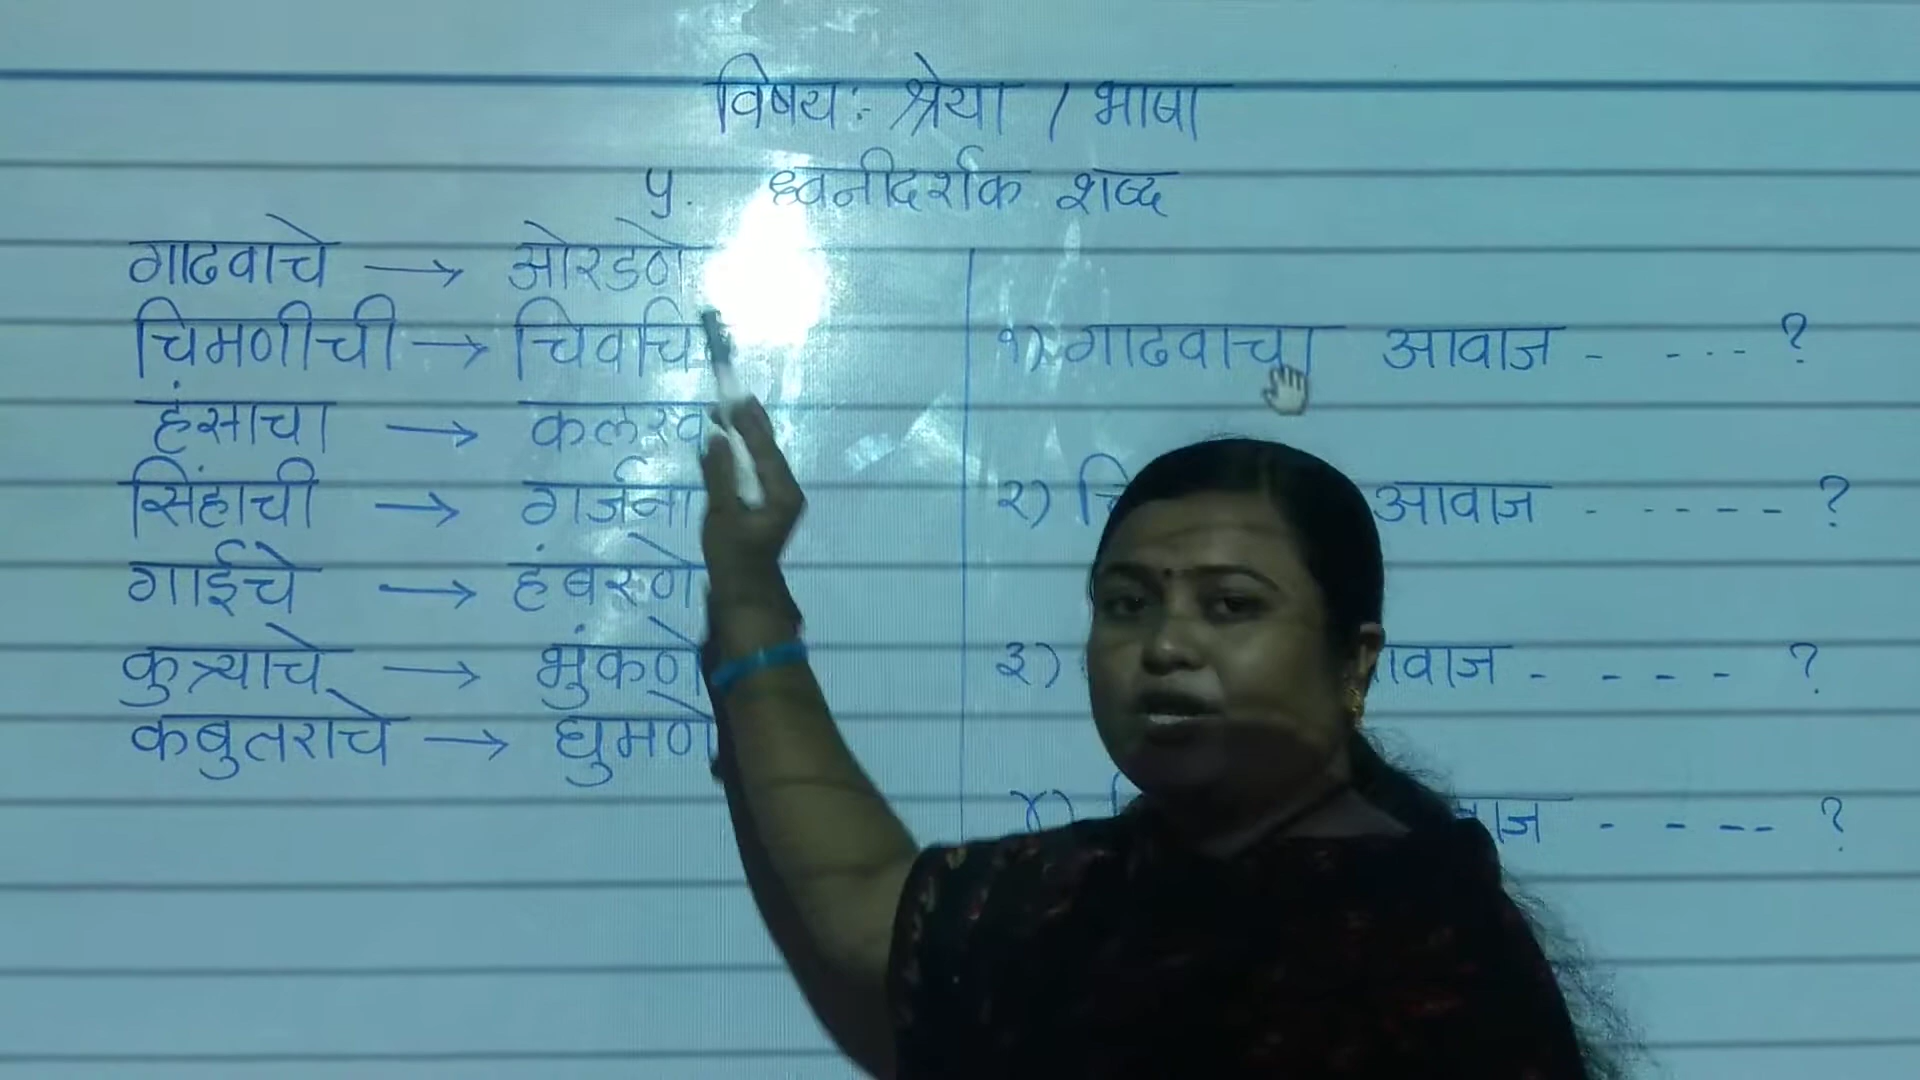 विषय:- श्रेया / भाषा
५. ध्वनीदर्शक शब्द
गाढवाचे → ओरडणे
चिमणीची → चिवचि
हंसाचा → कलरव
सिंहाची → गर्जना
गाईचे → हंबरणे
कुत्र्याचे → भुंकणे
कबुतराचे → घुमणे
१) गाढवाचा आवाज - - - - ?
२) आवाज - - - - - ?
३) - - - - ?
४) - - - - ?